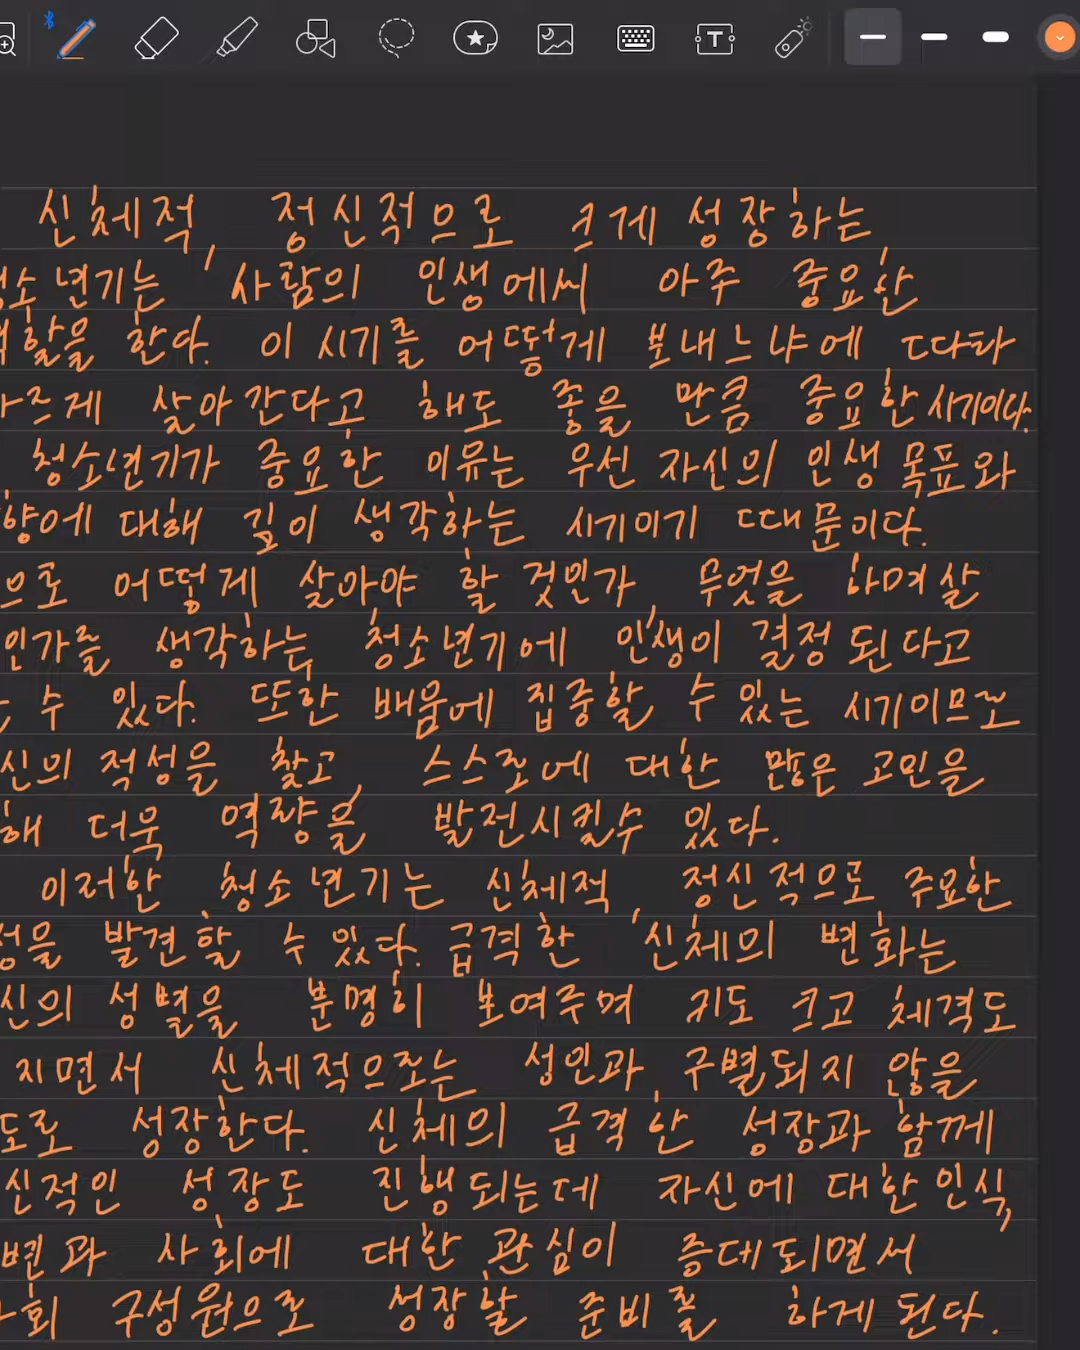 신체적, 정신적으로 크게 성장하는
소년기는 사람의 인생에서 아주 중요한
역할을 한다. 이 시기를 어떻게 보내느냐에 따라
다르게 살아간다고 해도 좋을 만큼 중요한 시기이다.
청소년기가 중요한 이유는 우선 자신의 인생 목표와
향에 대해 깊이 생각하는 시기이기 때문이다.
으로 어떻게 살아야 할 것인가, 무엇을 하며 살
인가를 생각하는 청소년기에 인생이 결정된다고
수 있다. 또한 배움에 집중할 수 있는 시기이므로
신의 적성을 찾고, 스스로에 대한 많은 고민을
해 더욱 역량을 발전시킬수 있다.
이러한 청소년기는 신체적, 정신적으로 주요한
성을 발견할 수 있다. 급격한 신체의 변화는
신의 성별을 분명히 보여주며 키도 크고 체격도
지면서 신체적으로는 성인과 구별되지 않을
도로 성장한다. 신체의 급격한 성장과 함께
신적인 성장도 진행되는데 자신에 대한 인식,
변과 사회에 대한 관심이 증대되면서
회 구성원으로 성장할 준비를 하게 된다.